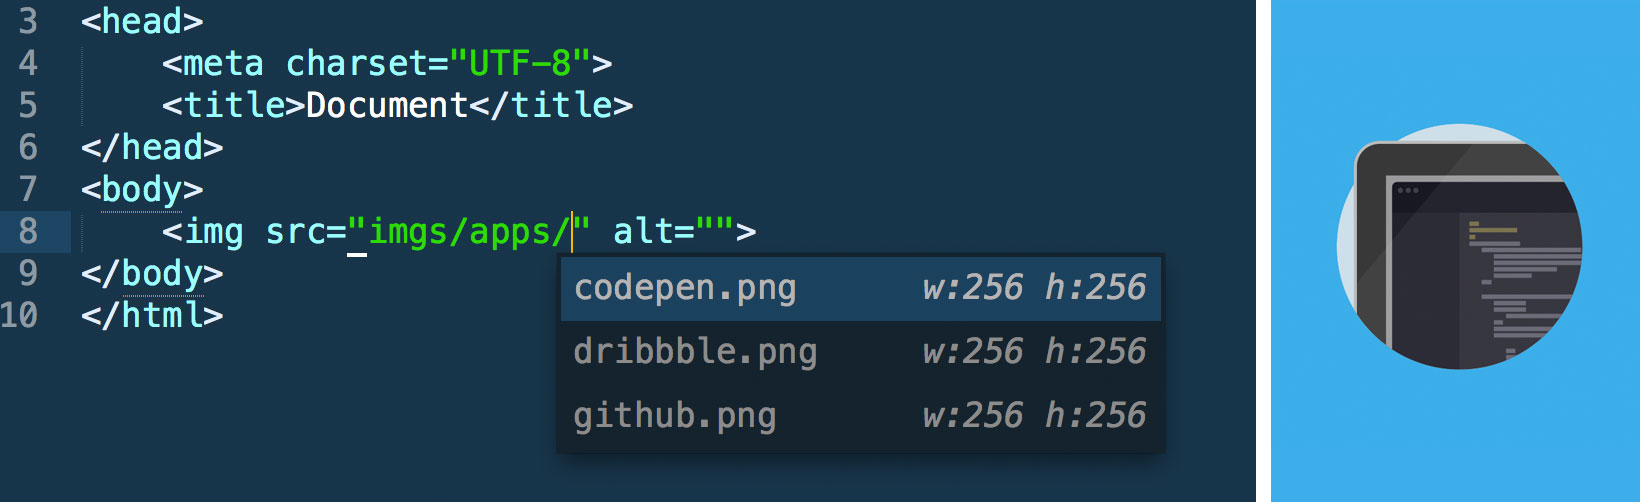 3 <head>
4 <meta charset="UTF-8">
5 <title>Document</title>
6 </head>
7 <body>
8 <img src="imgs/apps/" alt="">
9 </body>
10 </html>
codepen.png w:256 h:256
dribbble.png w:256 h:256
github.png w:256 h:256